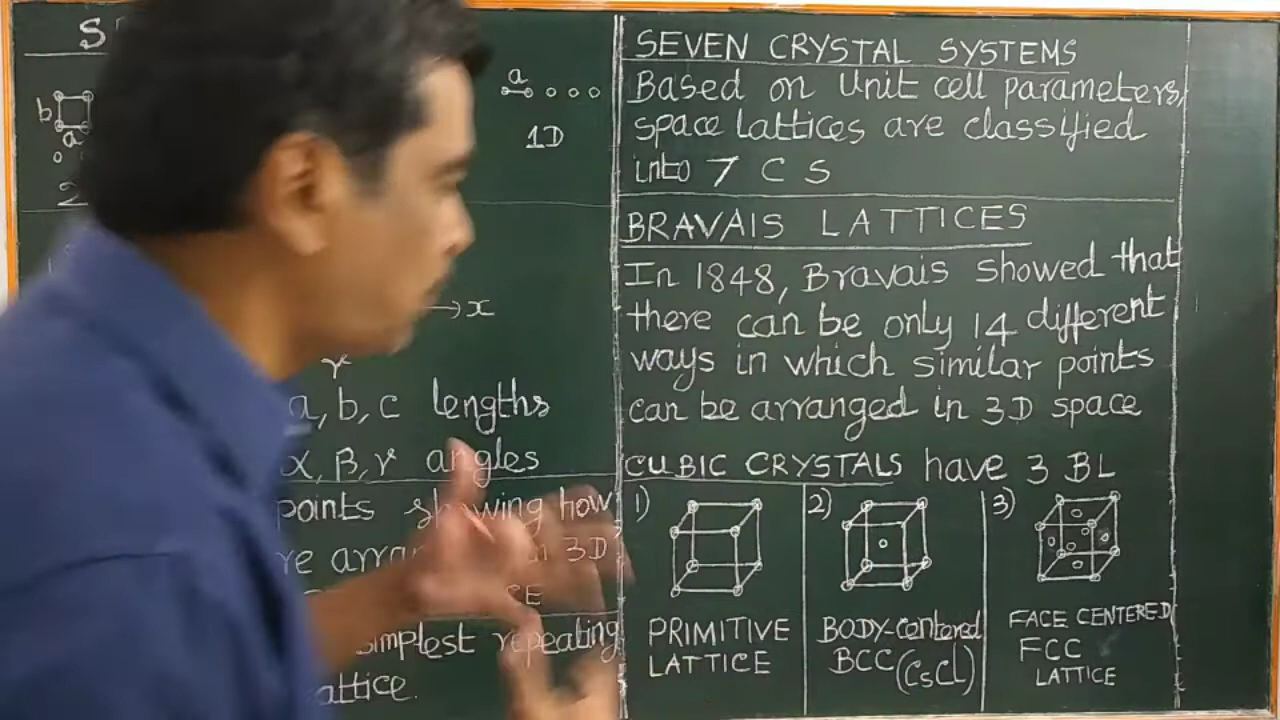 b
a
a
1D
2
x
γ
a, b, c lengths
α, β, γ angles
points showing how
3D
simplest repeating
lattice.
SEVEN CRYSTAL SYSTEMS
Based on Unit cell parameters,
space Lattices are classified
into 7 C S
BRAVAIS LATTICES
In 1848, Bravais showed that
there can be only 14 different
ways in which similar points
can be arranged in 3D space
CUBIC CRYSTALS have 3 BL
1)
PRIMITIVE
LATTICE
2)
BODY-centered
BCC (CsCl)
3)
FACE CENTERED
FCC
LATTICE